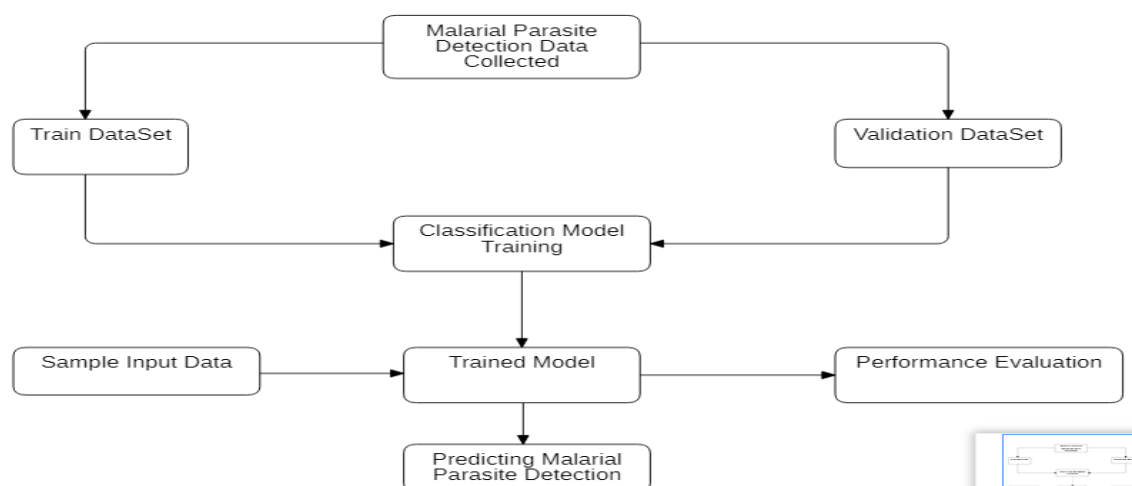 Malarial Parasite
Detection Data
Collected
Train DataSet
Validation DataSet
Classification Model
Training
Sample Input Data
Trained Model
Performance Evaluation
Predicting Malarial
Parasite Detection